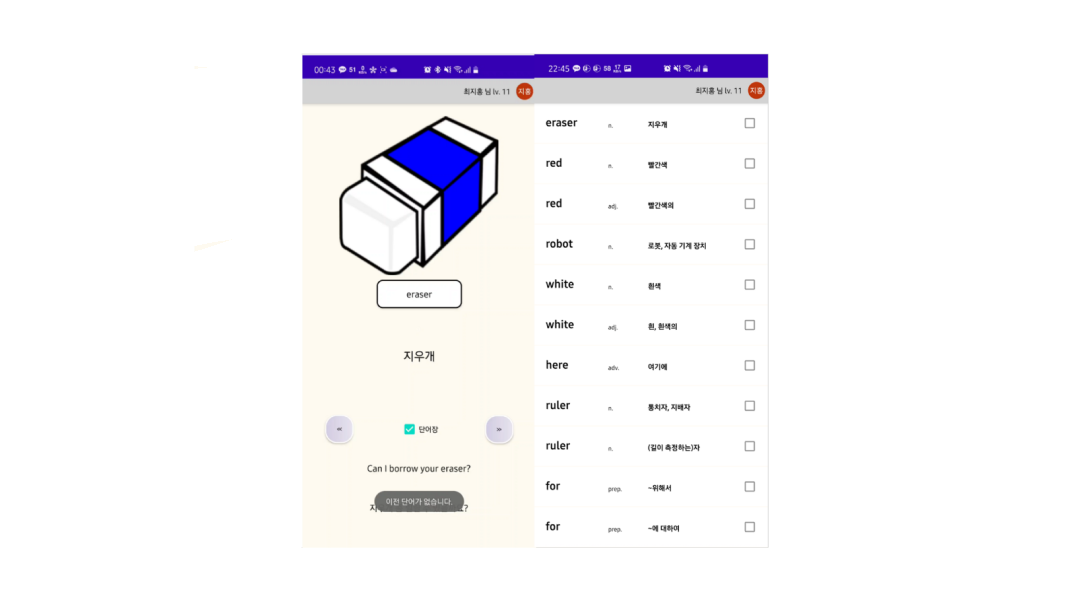 00:43 51
최지홍 님 lv. 11 지홍
eraser
지우개
«
단어장
»
Can I borrow your eraser?
이전 단어가 없습니다.
22:45 58
최지홍 님 lv. 11 지홍
eraser n. 지우개
red n. 빨간색
red adj. 빨간색의
robot n. 로봇, 자동 기계 장치
white n. 흰색
white adj. 흰, 흰색의
here adv. 여기에
ruler n. 통치자, 지배자
ruler n. (길이 측정하는)자
for prep. ~위해서
for prep. ~에 대하여